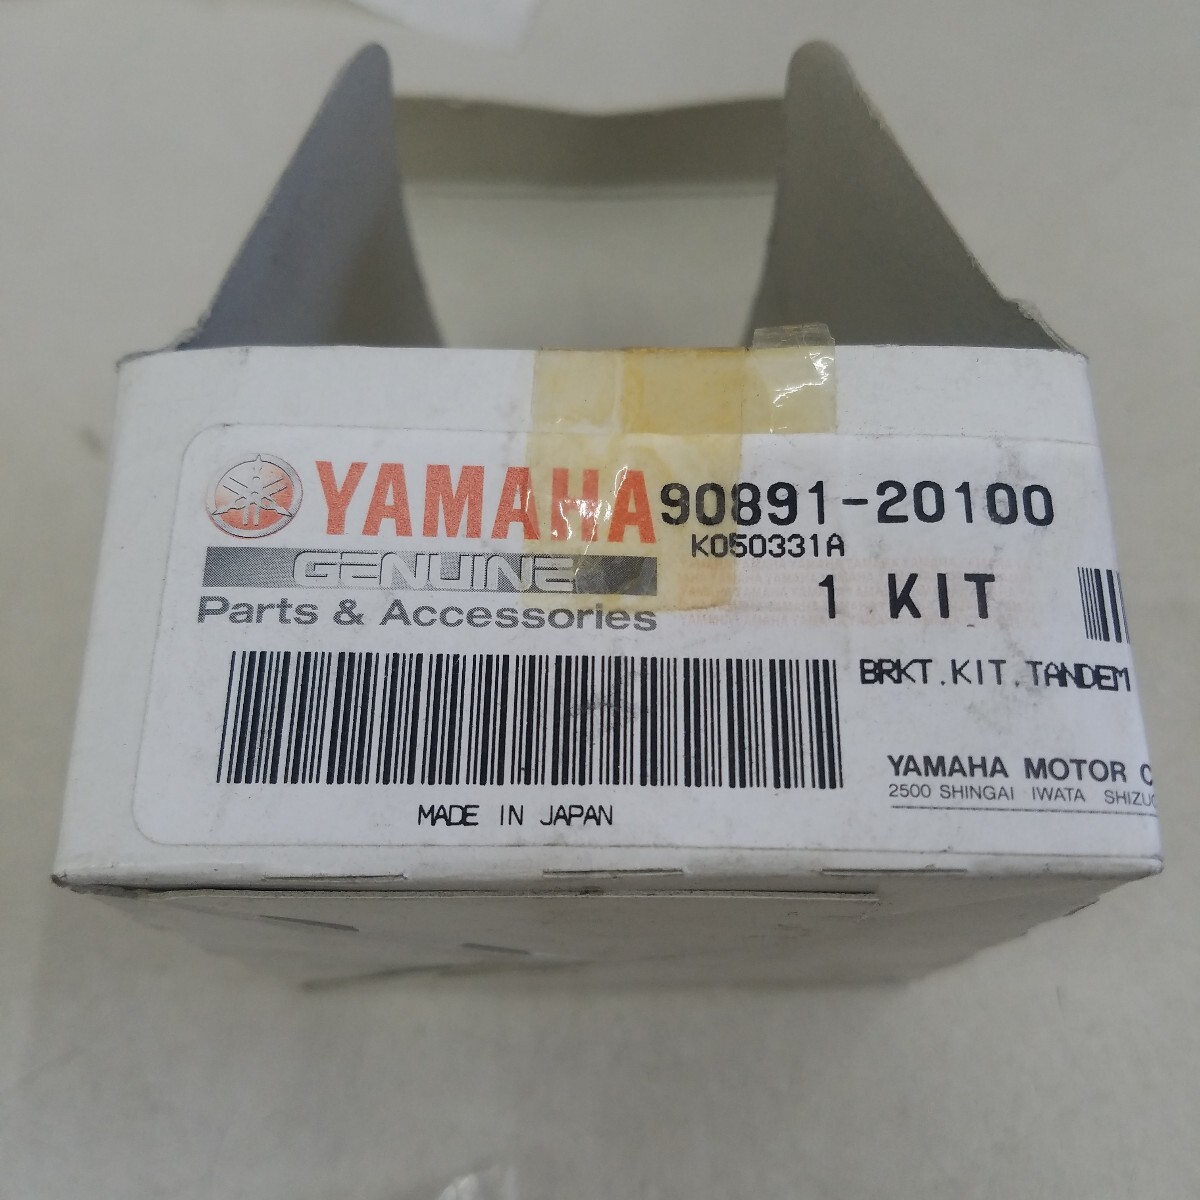 YAMAHA
GENUINE
Parts & Accessories
90891-20100
K050331A
1 KIT
BRKT.KIT.TANDEM
MADE IN JAPAN
YAMAHA MOTOR C
2500 SHINGAI IWATA SHIZUO